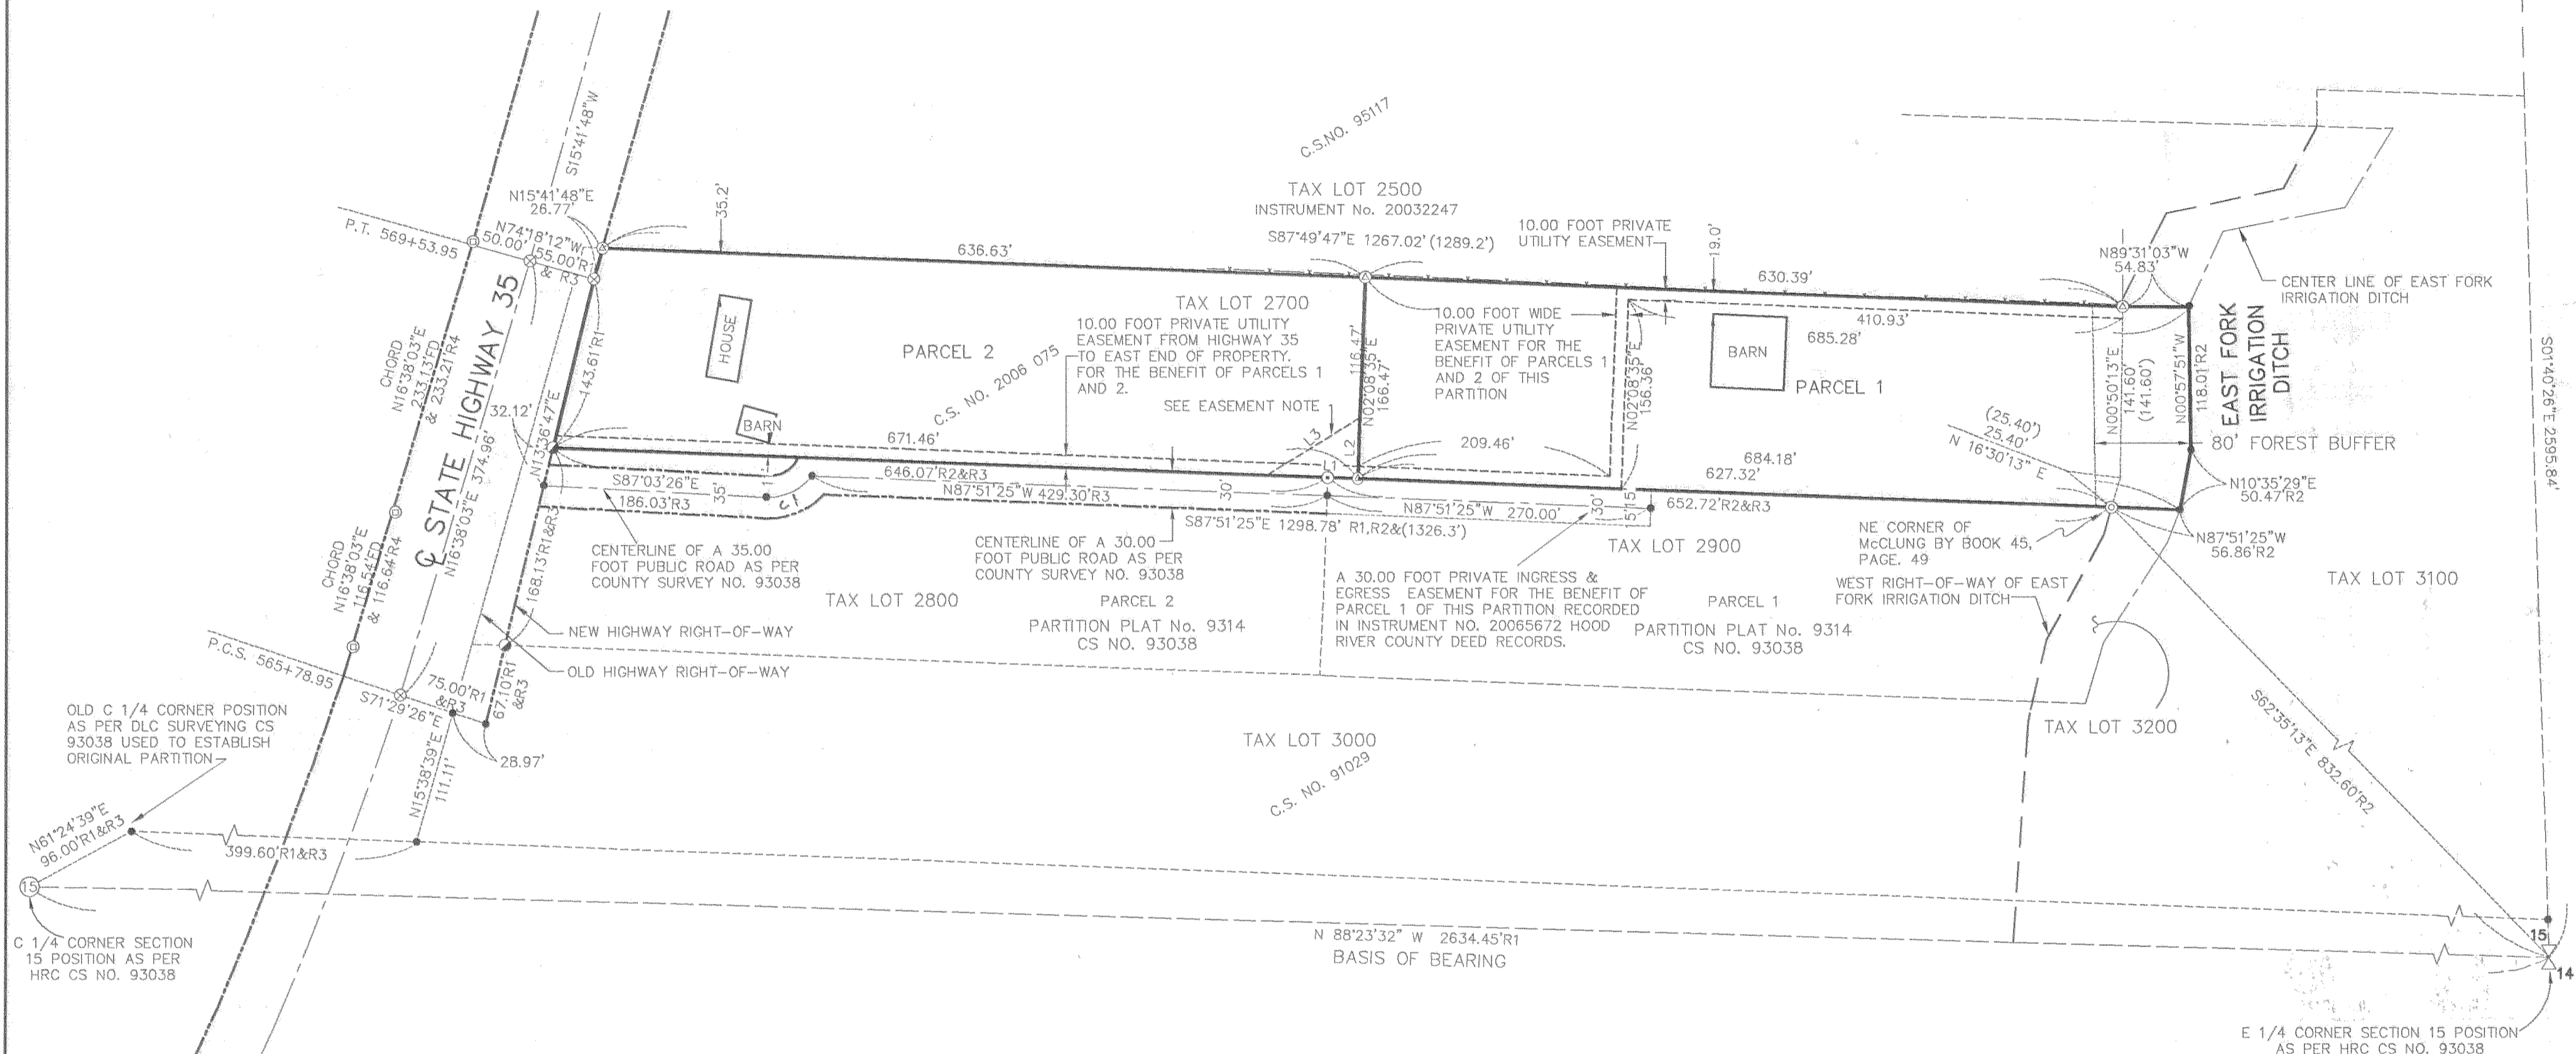 C.S.NO. 95117
S15°41'48"W
N15°41'48"E
26.77'
35.2'
TAX LOT 2500
INSTRUMENT No. 20032247
S87°49'47"E 1267.02' (1289.2')
10.00 FOOT PRIVATE
UTILITY EASEMENT
19.0'
P.T. 569+53.95
N74°18'12"W
50.00'
55.00'R
& R3
636.63'
630.39'
N89°31'03"W
54.83'
CENTER LINE OF EAST FORK
IRRIGATION DITCH
TAX LOT 2700
10.00 FOOT PRIVATE UTILITY
EASEMENT FROM HIGHWAY 35
TO EAST END OF PROPERTY.
FOR THE BENEFIT OF PARCELS 1
AND 2.
10.00 FOOT WIDE
PRIVATE UTILITY
EASEMENT FOR THE
BENEFIT OF PARCELS 1
AND 2 OF THIS
PARTITION
410.93'
685.28'
HOUSE
PARCEL 2
C.S. NO. 2006 075
116.47'
N02°08'35"E
166.47'
N02°08'35"E
156.36'
BARN
PARCEL 1
N00°50'13"E
141.60'
(141.60')
N00°57'51"W
118.01'R2
EAST FORK
IRRIGATION
DITCH
S01°40'26"E 2595.84'
CHORD
N16°38'03"E
233.13'FD
& 233.21'R4
℄ STATE HIGHWAY 35
N16°38'03"E 374.96'
143.61'R1
N13°36'47"E
32.12'
BARN
SEE EASEMENT NOTE 1
671.46'
L3
L2
L1
209.46'
684.18'
627.32'
(25.40')
25.40'
N 16°30'13" E
80' FOREST BUFFER
N10°35'29"E
50.47'R2
S87°03'26"E
186.03'R3
35'
C1
646.07'R2&R3
N87°51'25"W 429.30'R3
30'
N87°51'25"W 270.00'
30'
652.72'R2&R3
S87°51'25"E 1298.78' R1,R2&(1326.3')
NE CORNER OF
McCLUNG BY BOOK 45,
PAGE. 49
N87°51'25"W
56.86'R2
CHORD
N16°38'03"E
116.54'FD
& 116.64'R4
168.13'R1&R3
CENTERLINE OF A 35.00
FOOT PUBLIC ROAD AS PER
COUNTY SURVEY NO. 93038
CENTERLINE OF A 30.00
FOOT PUBLIC ROAD AS PER
COUNTY SURVEY NO. 93038
TAX LOT 2900
A 30.00 FOOT PRIVATE INGRESS &
EGRESS EASEMENT FOR THE BENEFIT OF
PARCEL 1 OF THIS PARTITION RECORDED
IN INSTRUMENT NO. 20065672 HOOD
RIVER COUNTY DEED RECORDS.
WEST RIGHT-OF-WAY OF EAST
FORK IRRIGATION DITCH
TAX LOT 3100
TAX LOT 2800
PARCEL 2
PARTITION PLAT No. 9314
CS NO. 93038
PARCEL 1
PARTITION PLAT No. 9314
CS NO. 93038
NEW HIGHWAY RIGHT-OF-WAY
OLD HIGHWAY RIGHT-OF-WAY
P.C.S. 565+78.95
75.00'R1
&R3
S71°29'26"E
67.10'R1
&R3
28.97'
OLD C 1/4 CORNER POSITION
AS PER DLC SURVEYING CS
93038 USED TO ESTABLISH
ORIGINAL PARTITION
TAX LOT 3000
C.S. NO. 91029
TAX LOT 3200
S62°35'13"E 832.60'R2
N15°38'39"E
111.11'
N61°24'39"E
96.00'R1&R3
399.60'R1&R3
15
C 1/4 CORNER SECTION
15 POSITION AS PER
HRC CS NO. 93038
N 88°23'32" W 2634.45'R1
BASIS OF BEARING
15
14
E 1/4 CORNER SECTION 15 POSITION
AS PER HRC CS NO. 93038